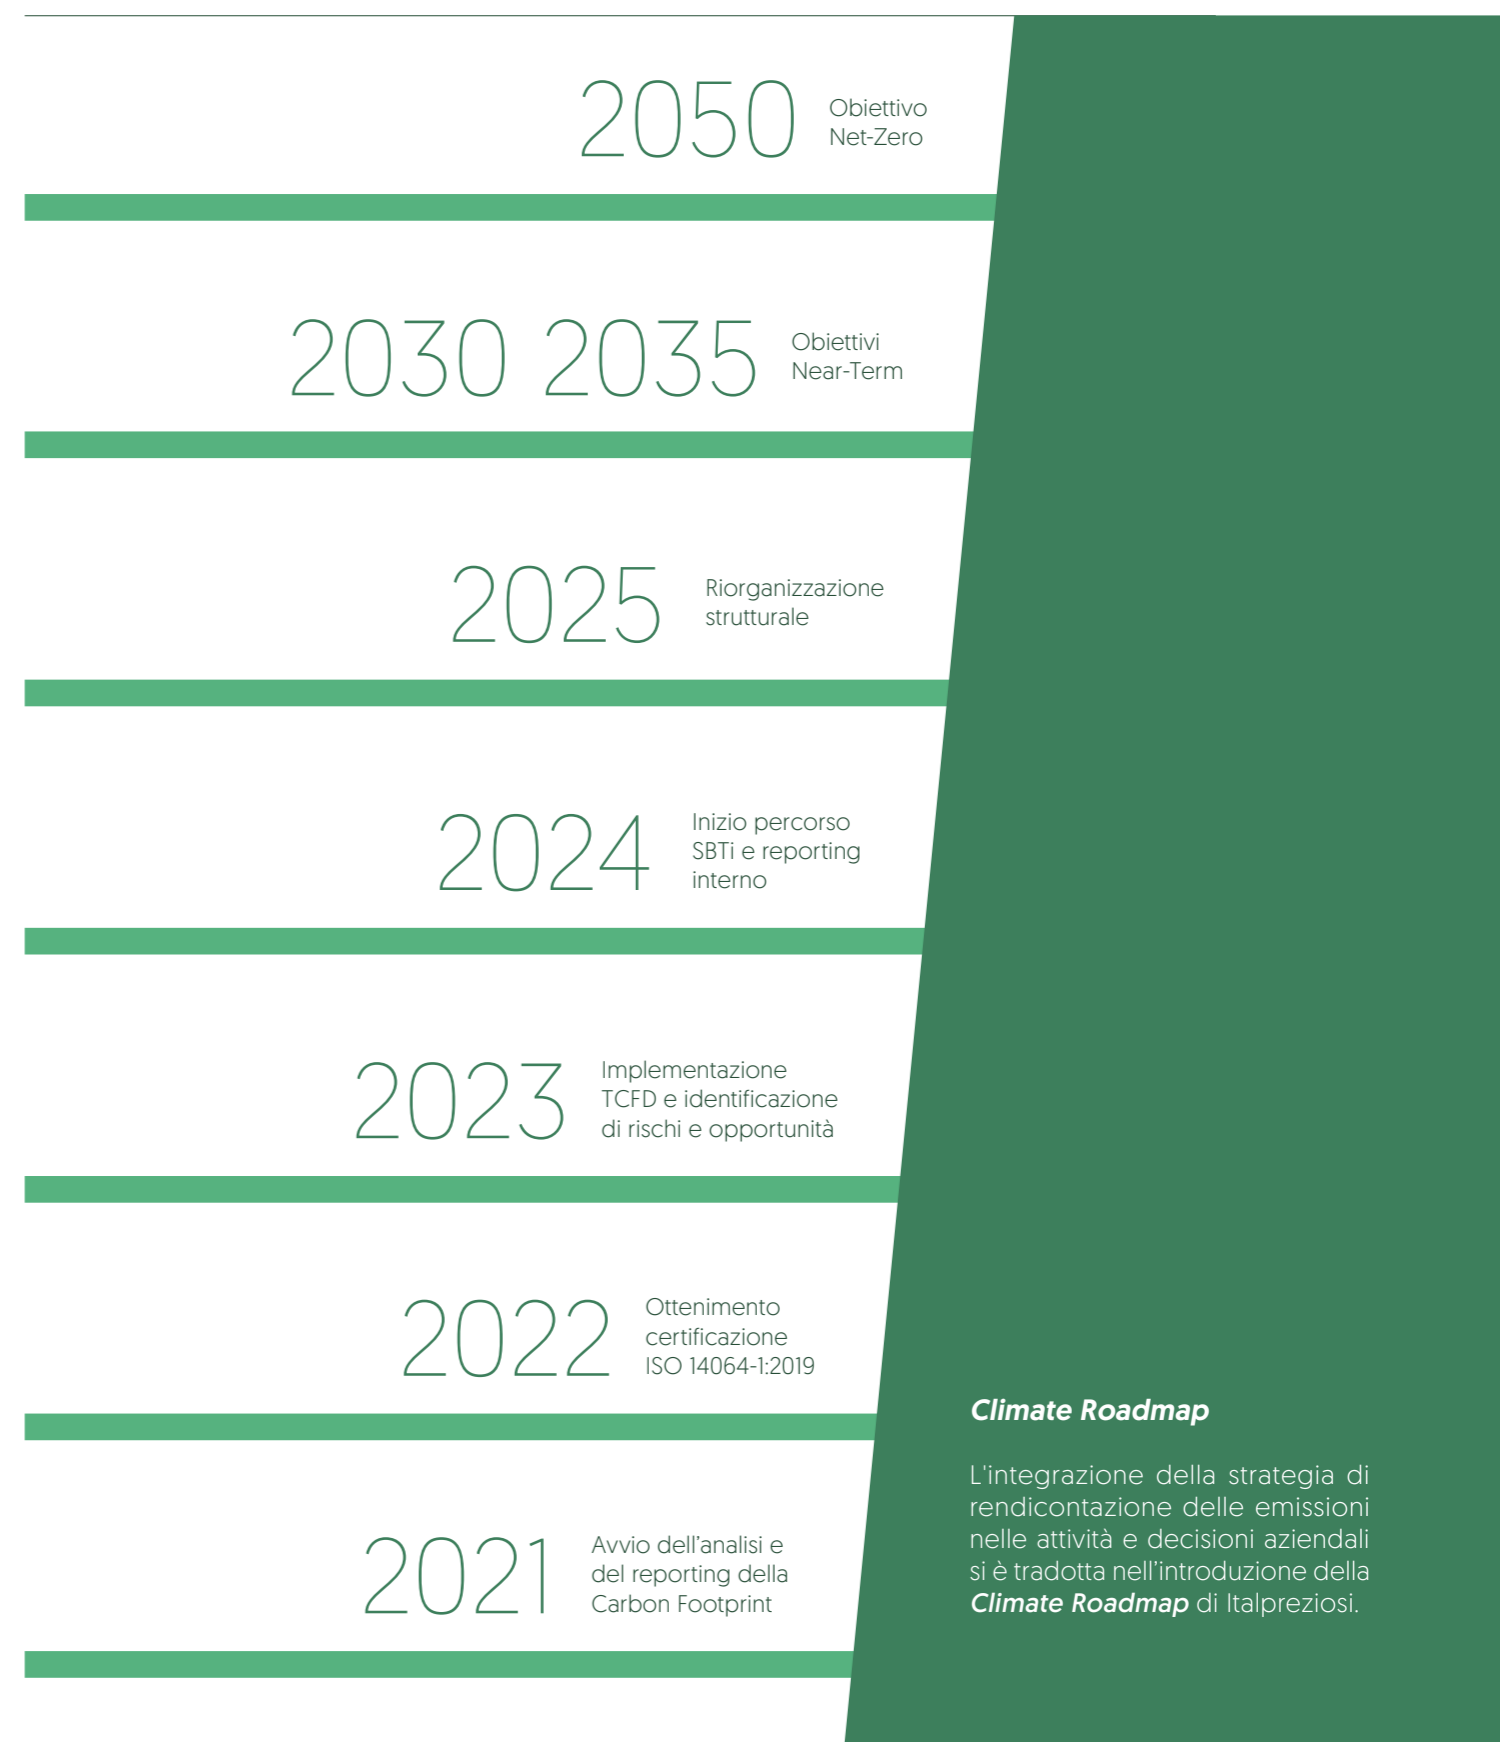 2050
Obiettivo
Net-Zero
2030 2035
Obiettivi
Near-Term
2025
Riorganizzazione
strutturale
2024
Inizio percorso
SBTi e reporting
interno
2023
Implementazione
TCFD e identificazione
di rischi e opportunità
2022
Ottenimento
certificazione
ISO 14064-1:2019
2021
Avvio dell’analisi e
del reporting della
Carbon Footprint
Climate Roadmap
L'integrazione della strategia di
rendicontazione delle emissioni
nelle attività e decisioni aziendali
si è tradotta nell’introduzione della
Climate Roadmap di Italpreziosi.